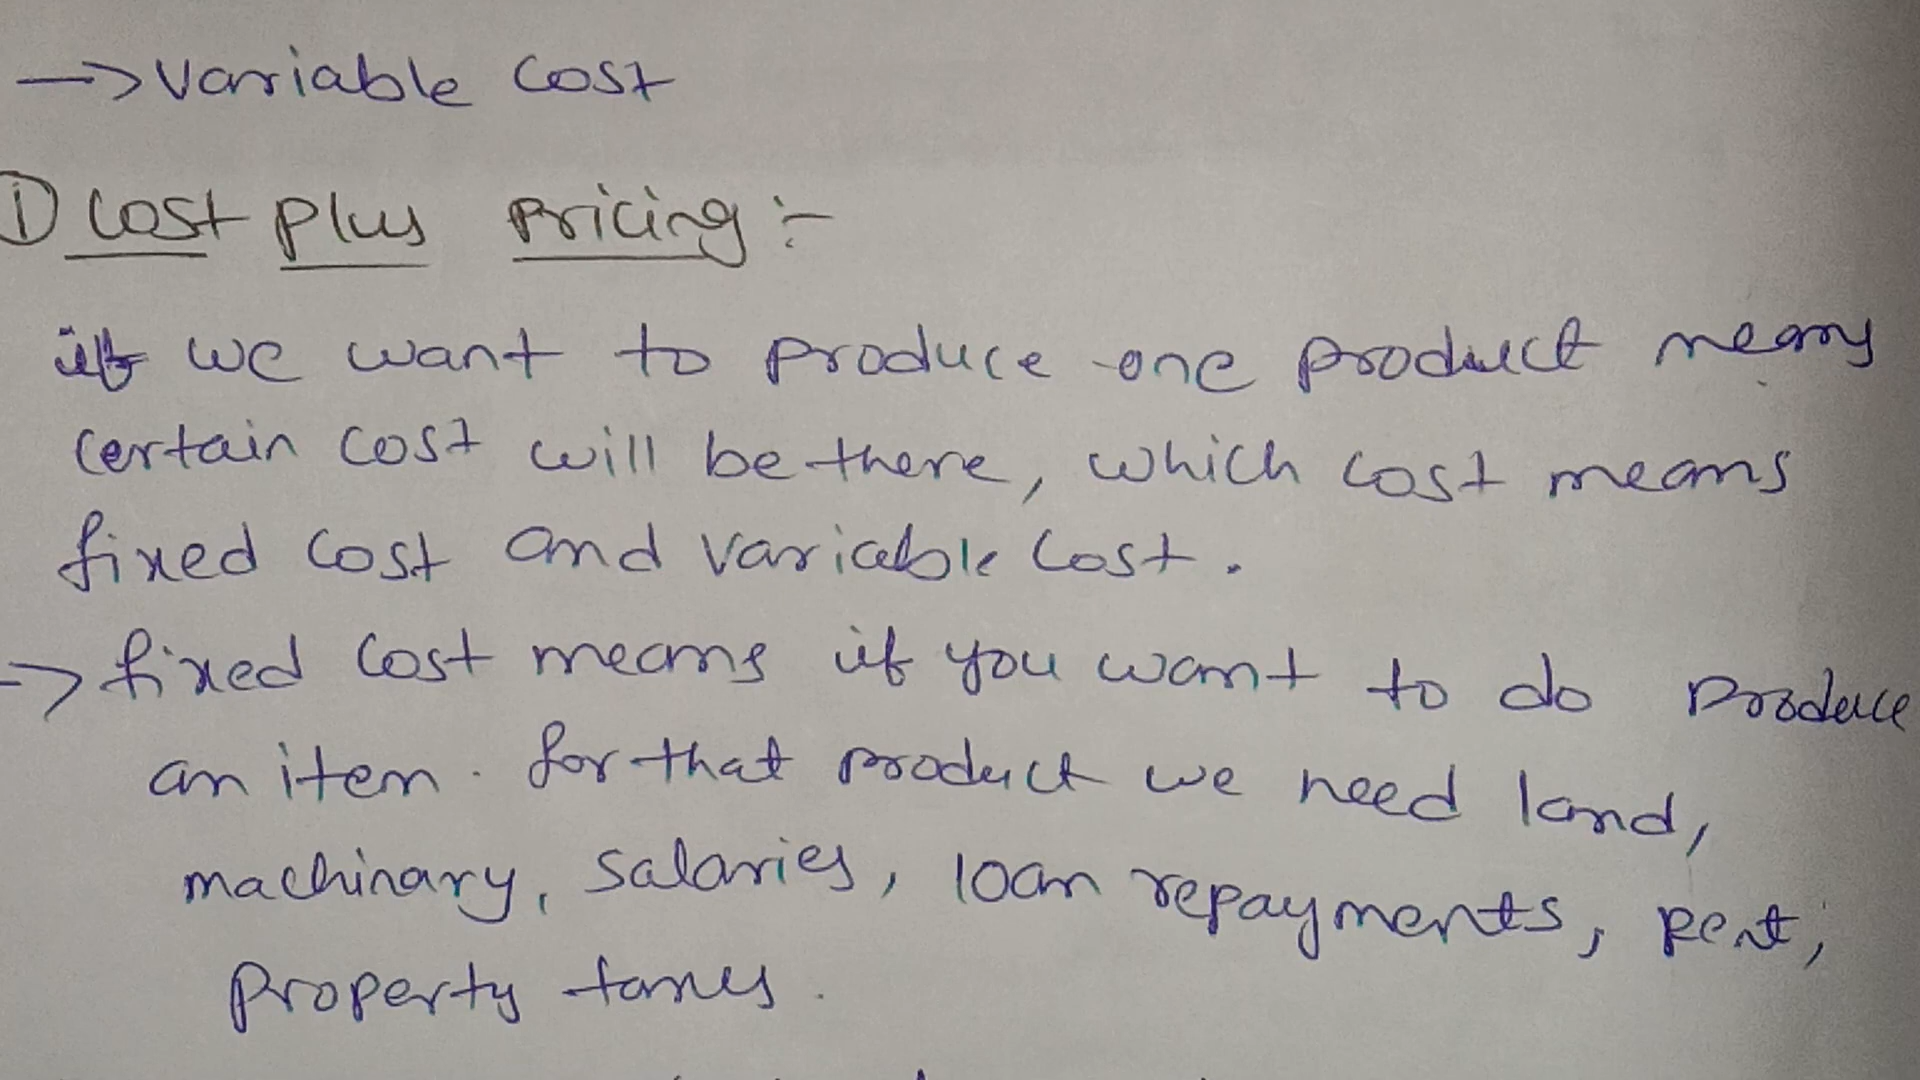 → Variable cost
1) Cost plus pricing :-
if we want to produce one product means
certain cost will be there, which cost means
fixed cost and variable cost.
→ fixed cost means if you want to do produce
an item. for that product we need land,
machinary, salaries, loan repayments, rent,
property taxes.